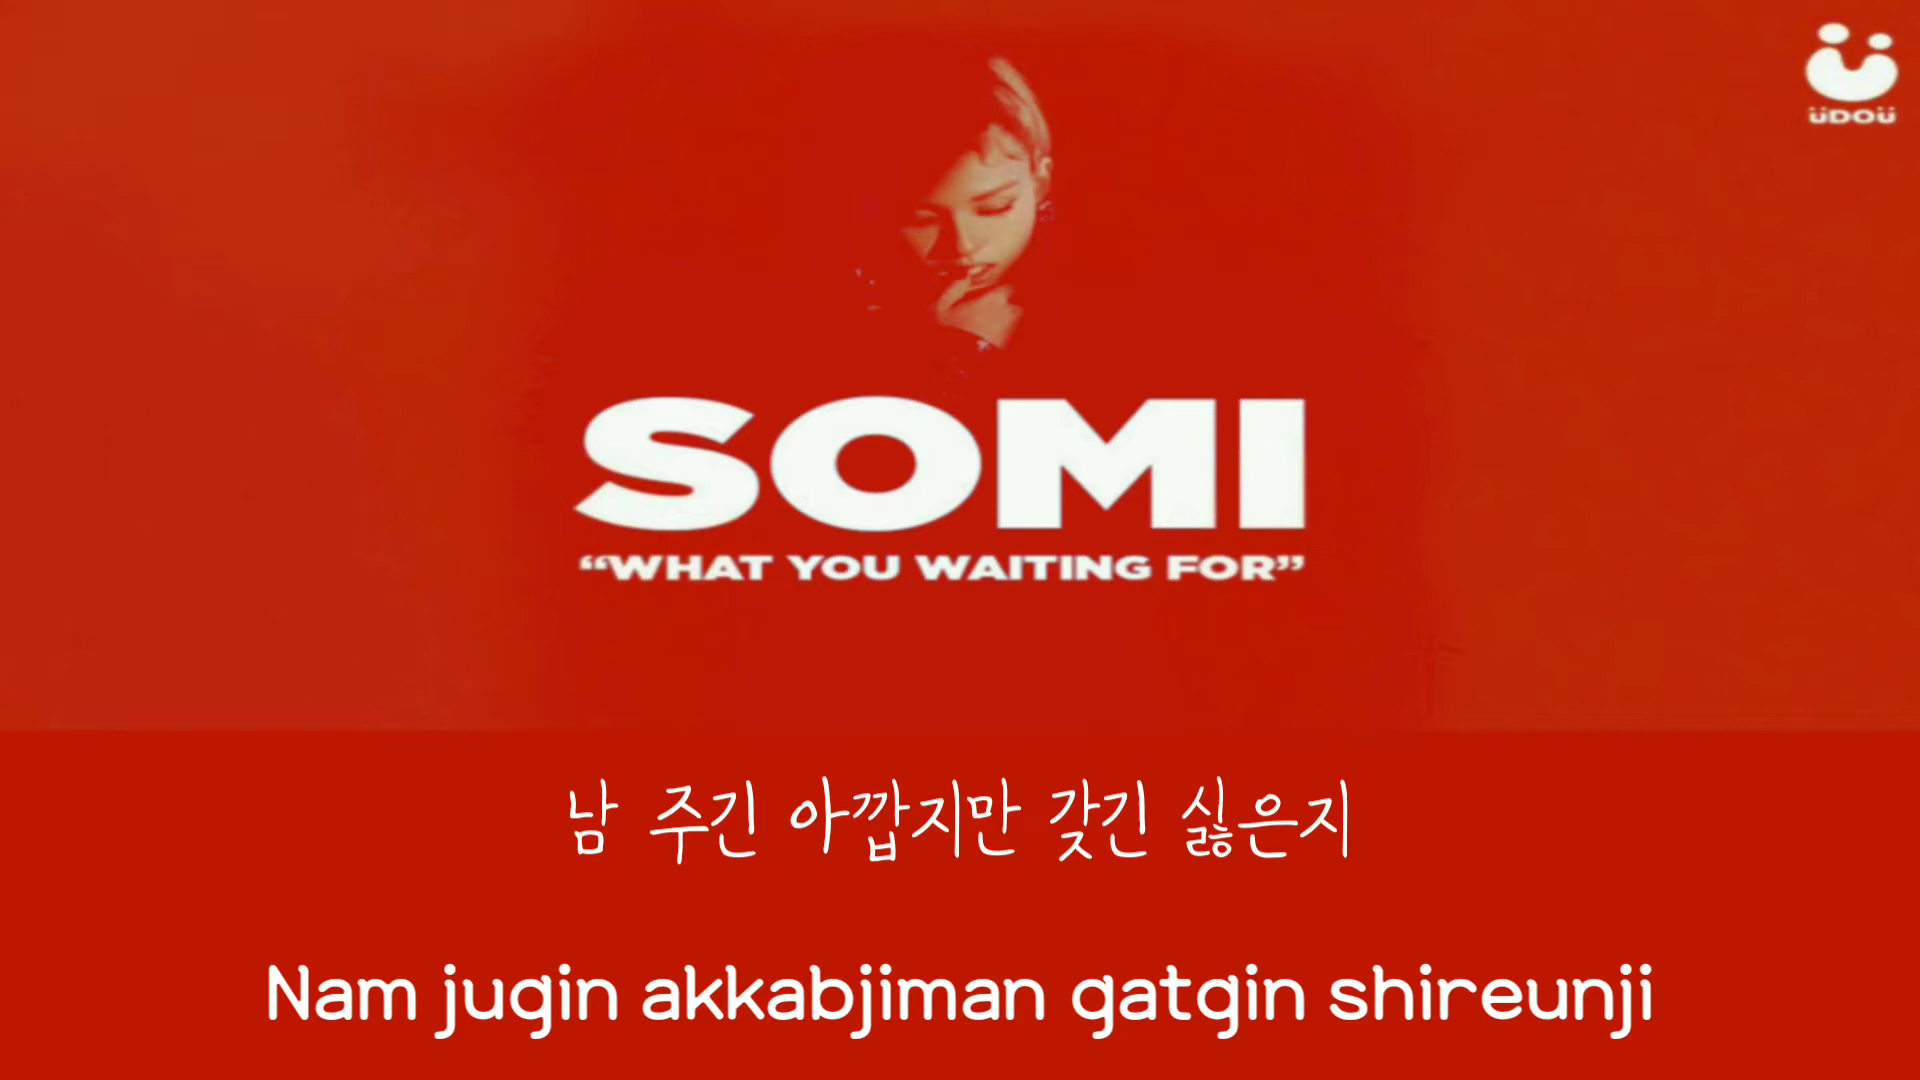 ÜDOÜ
SOMI
“WHAT YOU WAITING FOR”
남 주긴 아깝지만 갖긴 싫은지
Nam jugin akkabjiman gatgin shireunji